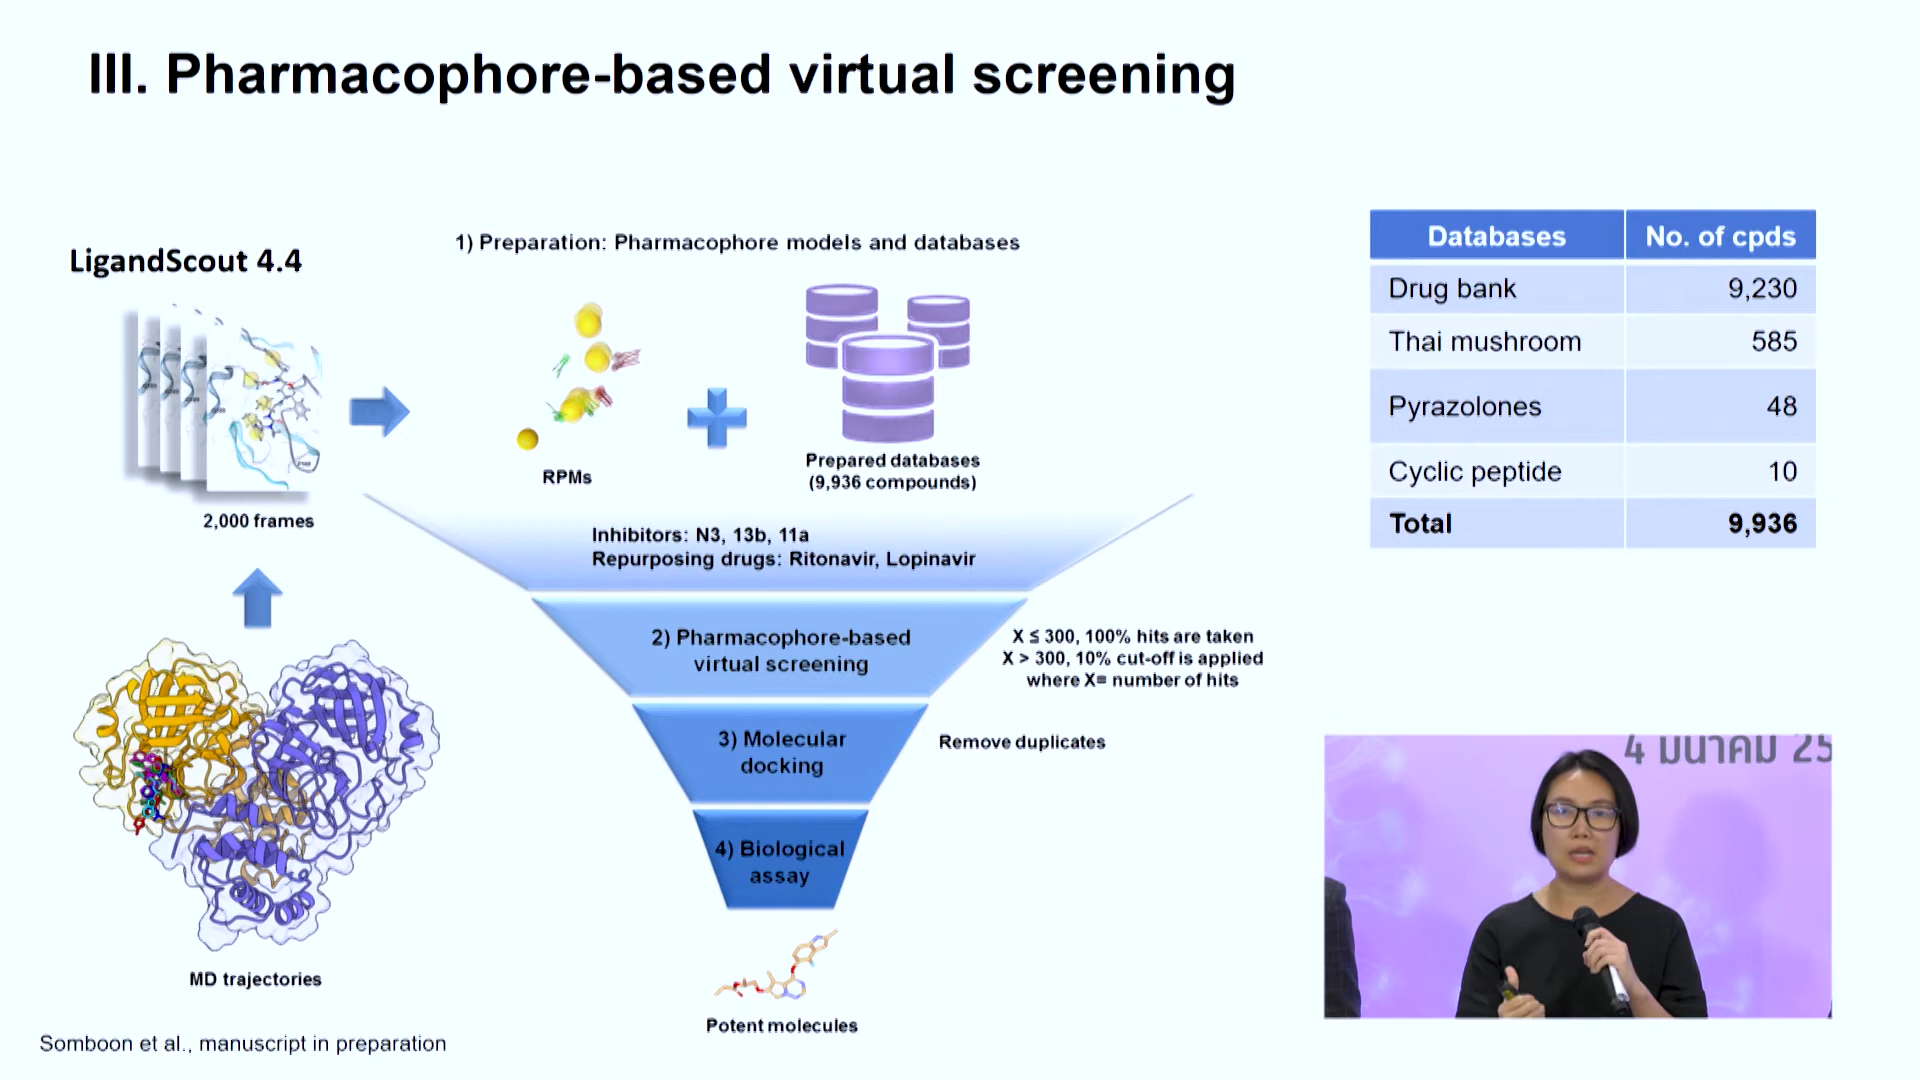 III. Pharmacophore-based virtual screening
LigandScout 4.4
2,000 frames
MD trajectories
1) Preparation: Pharmacophore models and databases
RPMs
Prepared databases
(9,936 compounds)
Inhibitors: N3, 13b, 11a
Repurposing drugs: Ritonavir, Lopinavir
2) Pharmacophore-based
virtual screening
X ≤ 300, 100% hits are taken
X > 300, 10% cut-off is applied
where X= number of hits
3) Molecular
docking
Remove duplicates
4) Biological
assay
Potent molecules
Databases No. of cpds
Drug bank 9,230
Thai mushroom 585
Pyrazolones 48
Cyclic peptide 10
Total 9,936
4 มีนาคม 25
Somboon et al., manuscript in preparation